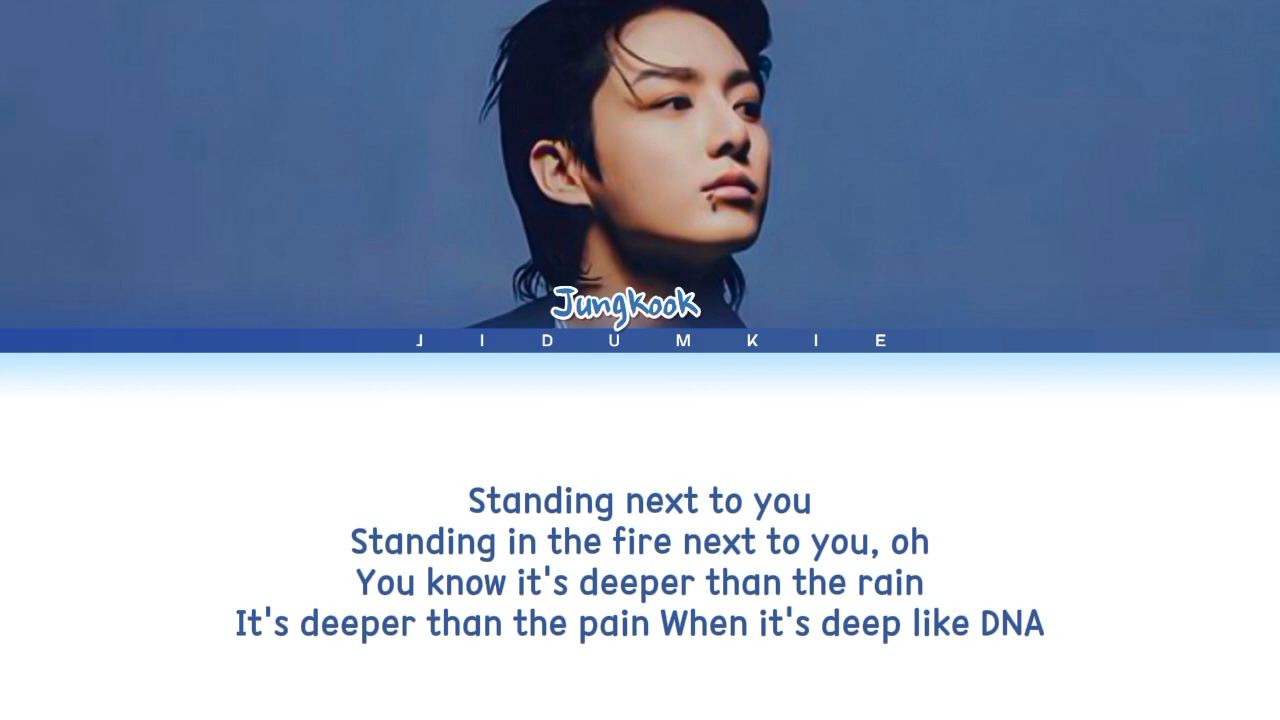 Jungkook
JIDUMKIE
Standing next to you
Standing in the fire next to you, oh
You know it's deeper than the rain
It's deeper than the pain When it's deep like DNA